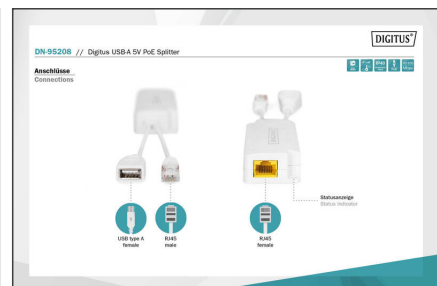 DIGITUS®
DN-95208 // Digitus USB-A 5V PoE Splitter
Anschlüsse
Connections
Statusanzeige
Status indicator
USB type A
female
RJ45
male
RJ45
female